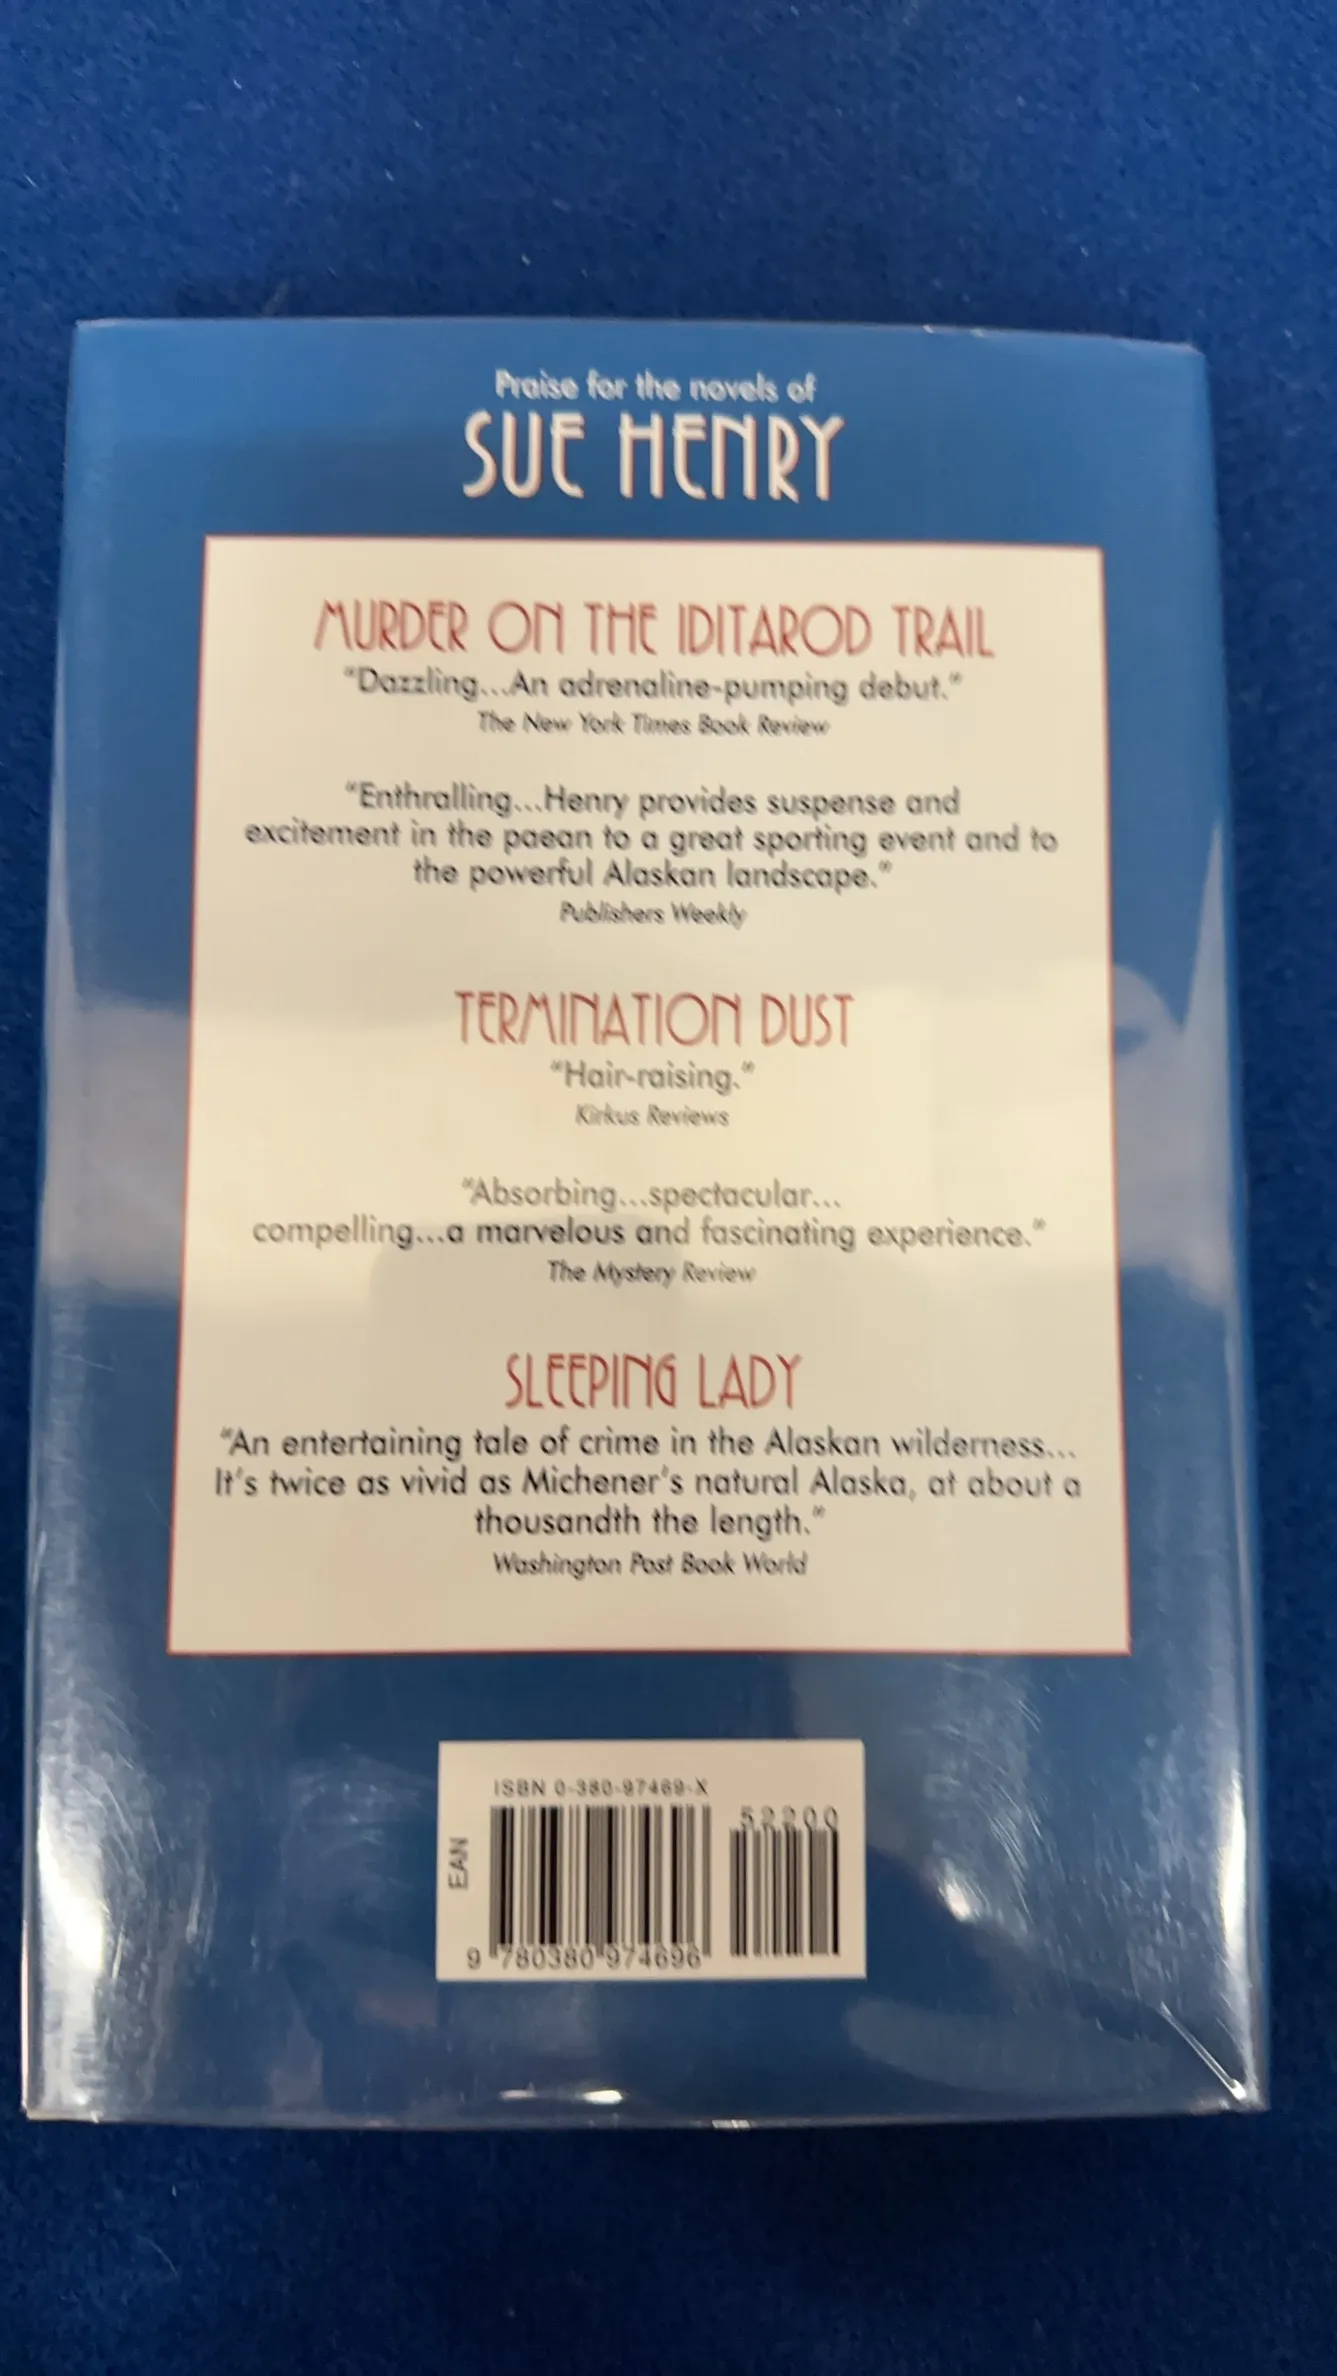 Praise for the novels of
SUE HENRY
MURDER ON THE IDITAROD TRAIL
“Dazzling...An adrenaline-pumping debut.”
The New York Times Book Review
“Enthralling...Henry provides suspense and
excitement in the paean to a great sporting event and to
the powerful Alaskan landscape.”
Publishers Weekly
TERMINATION DUST
“Hair-raising.”
Kirkus Reviews
“Absorbing...spectacular...
compelling...a marvelous and fascinating experience.”
The Mystery Review
SLEEPING LADY
“An entertaining tale of crime in the Alaskan wilderness...
It's twice as vivid as Michener's natural Alaska, at about a
thousandth the length.”
Washington Post Book World
ISBN 0-380-97469-X
52200
EAN
9 780380 974696